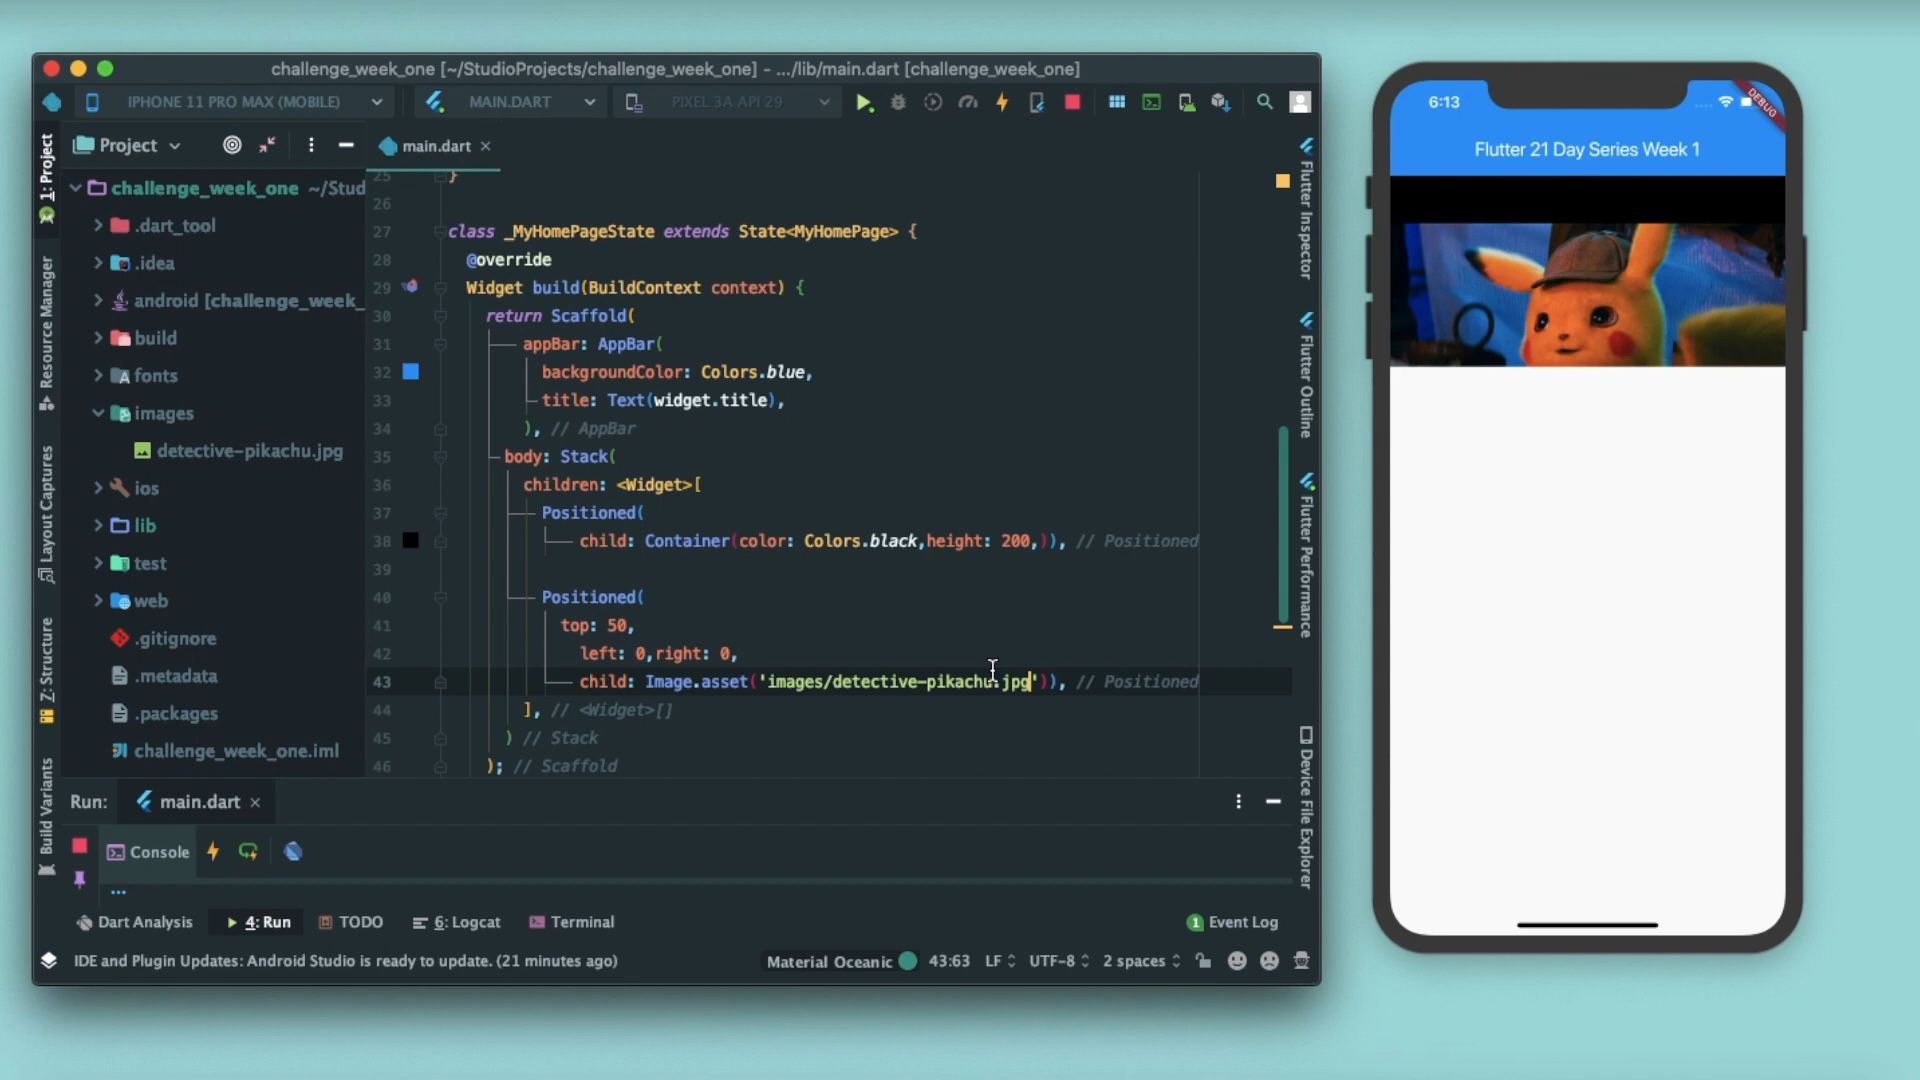 challenge_week_one [~/StudioProjects/challenge_week_one] - .../lib/main.dart [challenge_week_one]
IPHONE 11 PRO MAX (MOBILE)
MAIN.DART
PIXEL 3A API 29
1: Project
Resource Manager
Layout Captures
Z: Structure
Build Variants
Project
challenge_week_one ~/Stud
.dart_tool
.idea
android [challenge_week_
build
fonts
images
detective-pikachu.jpg
ios
lib
test
web
.gitignore
.metadata
.packages
challenge_week_one.iml
main.dart
25 }
26
27 class _MyHomePageState extends State<MyHomePage> {
28 @override
29 Widget build(BuildContext context) {
30 return Scaffold(
31 appBar: AppBar(
32 backgroundColor: Colors.blue,
33 title: Text(widget.title),
34 ), // AppBar
35 body: Stack(
36 children: <Widget>[
37 Positioned(
38 child: Container(color: Colors.black,height: 200,)), // Positioned
39
40 Positioned(
41 top: 50,
42 left: 0,right: 0,
43 child: Image.asset('images/detective-pikachu.jpg')), // Positioned
44 ], // <Widget>[]
45 ) // Stack
46 ); // Scaffold
Flutter Inspector
Flutter Outline
Flutter Performance
Device File Explorer
Run: main.dart
Console
Dart Analysis
4: Run
TODO
6: Logcat
Terminal
1 Event Log
IDE and Plugin Updates: Android Studio is ready to update. (21 minutes ago)
Material Oceanic
43:63
LF
UTF-8
2 spaces
6:13
DEBUG
Flutter 21 Day Series Week 1